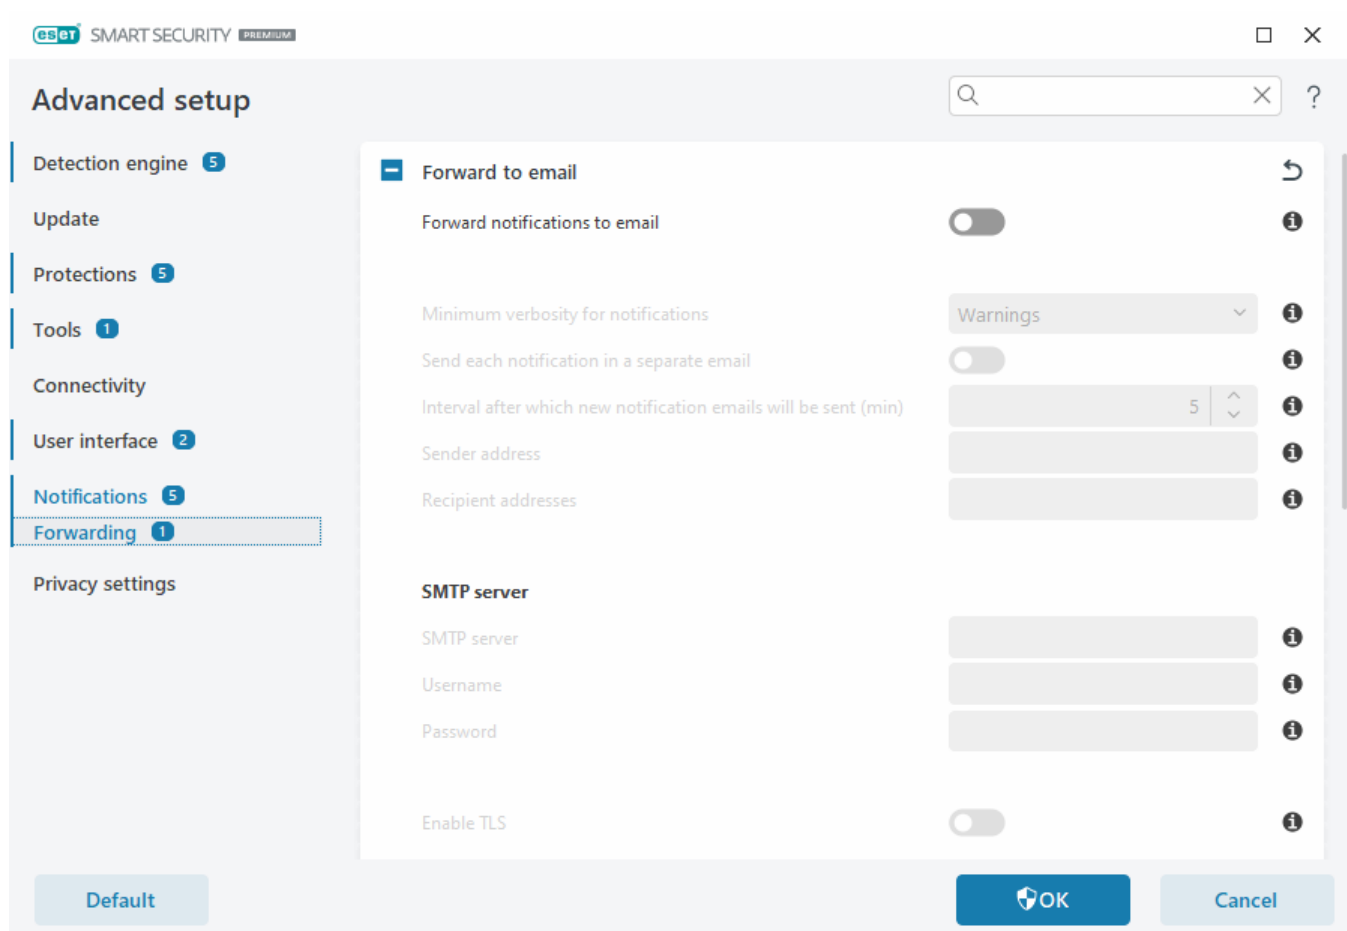 eset SMART SECURITY PREMIUM
Advanced setup
?
Detection engine 5
Update
Protections 5
Tools 1
Connectivity
User interface 2
Notifications 5
Forwarding 1
Privacy settings
Forward to email
Forward notifications to email
Minimum verbosity for notifications Warnings
Send each notification in a separate email
Interval after which new notification emails will be sent (min) 5
Sender address
Recipient addresses
SMTP server
SMTP server
Username
Password
Enable TLS
Default OK Cancel